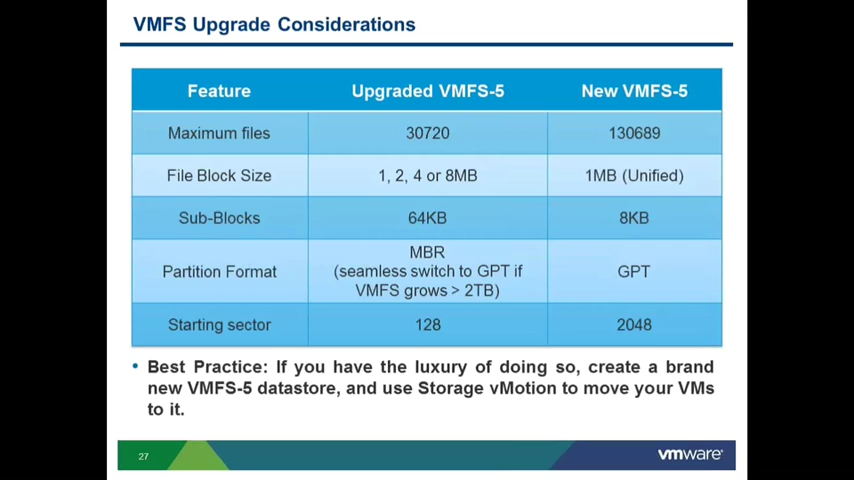 VMFS Upgrade Considerations
Feature Upgraded VMFS-5 New VMFS-5
Maximum files 30720 130689
File Block Size 1, 2, 4 or 8MB 1MB (Unified)
Sub-Blocks 64KB 8KB
Partition Format MBR
(seamless switch to GPT if
VMFS grows > 2TB) GPT
Starting sector 128 2048
• Best Practice: If you have the luxury of doing so, create a brand
new VMFS-5 datastore, and use Storage vMotion to move your VMs
to it.
27 vmware®